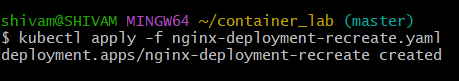 shivam@SHIVAM MINGW64 ~/container_lab (master)
$ kubectl apply -f nginx-deployment-recreate.yaml
deployment.apps/nginx-deployment-recreate created